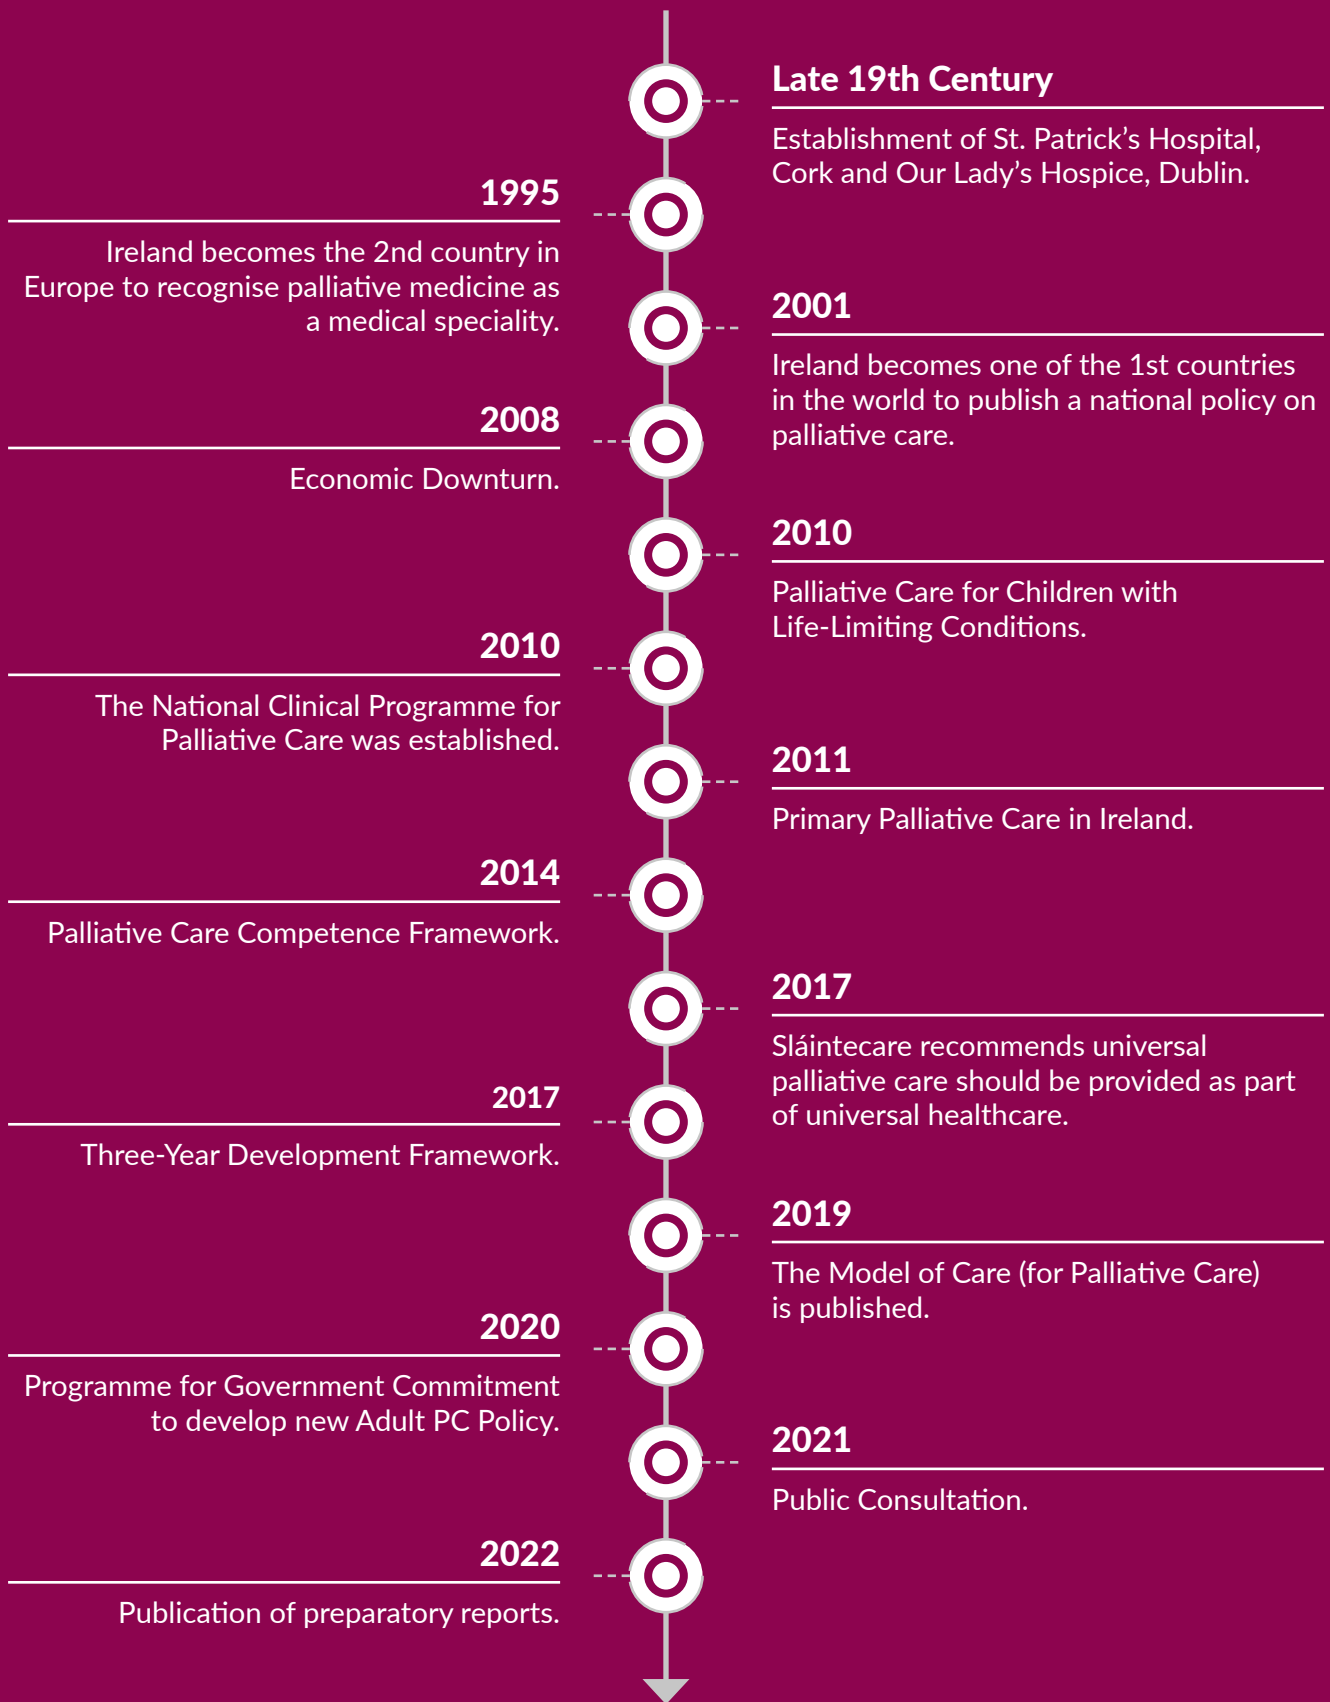 Late 19th Century
Establishment of St. Patrick’s Hospital,
Cork and Our Lady’s Hospice, Dublin.
1995
Ireland becomes the 2nd country in
Europe to recognise palliative medicine as
a medical speciality.
2001
Ireland becomes one of the 1st countries
in the world to publish a national policy on
palliative care.
2008
Economic Downturn.
2010
Palliative Care for Children with
Life-Limiting Conditions.
2010
The National Clinical Programme for
Palliative Care was established.
2011
Primary Palliative Care in Ireland.
2014
Palliative Care Competence Framework.
2017
Sláintecare recommends universal
palliative care should be provided as part
of universal healthcare.
2017
Three-Year Development Framework.
2019
The Model of Care (for Palliative Care)
is published.
2020
Programme for Government Commitment
to develop new Adult PC Policy.
2021
Public Consultation.
2022
Publication of preparatory reports.